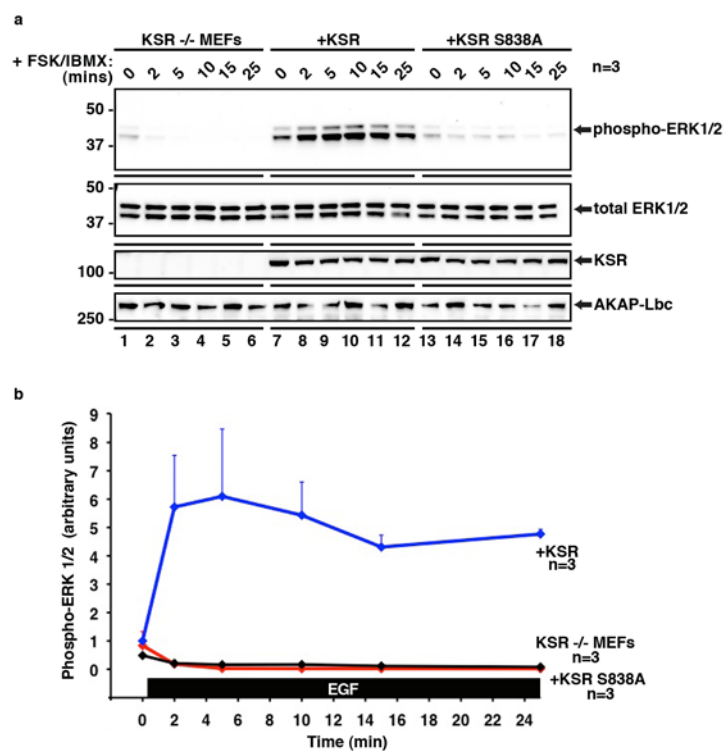 a
KSR -/- MEFs +KSR +KSR S838A
+ FSK/IBMX: (mins) 0 2 5 10 15 25 0 2 5 10 15 25 0 2 5 10 15 25 n=3
50
37
phospho-ERK1/2
50
37
total ERK1/2
100
KSR
250
AKAP-Lbc
1 2 3 4 5 6 7 8 9 10 11 12 13 14 15 16 17 18
b
Phospho-ERK 1/2 (arbitrary units)
9
8
7
6
5
4
3
2
1
0
+KSR
n=3
KSR -/- MEFs
n=3
+KSR S838A
n=3
EGF
0 2 4 6 8 10 12 14 16 18 20 22 24
Time (min)